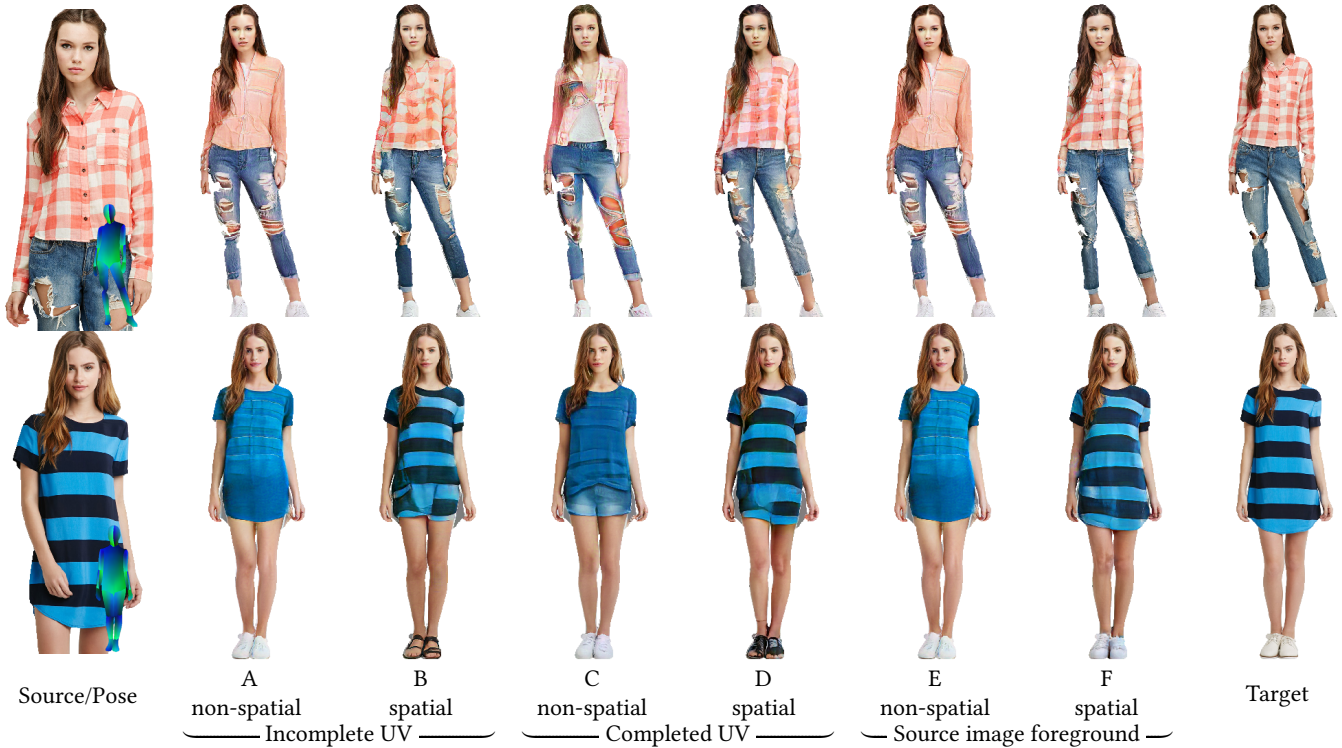 Source/Pose
A
non-spatial
B
spatial
C
non-spatial
D
spatial
E
non-spatial
F
spatial
Target
Incomplete UV
Completed UV
Source image foreground